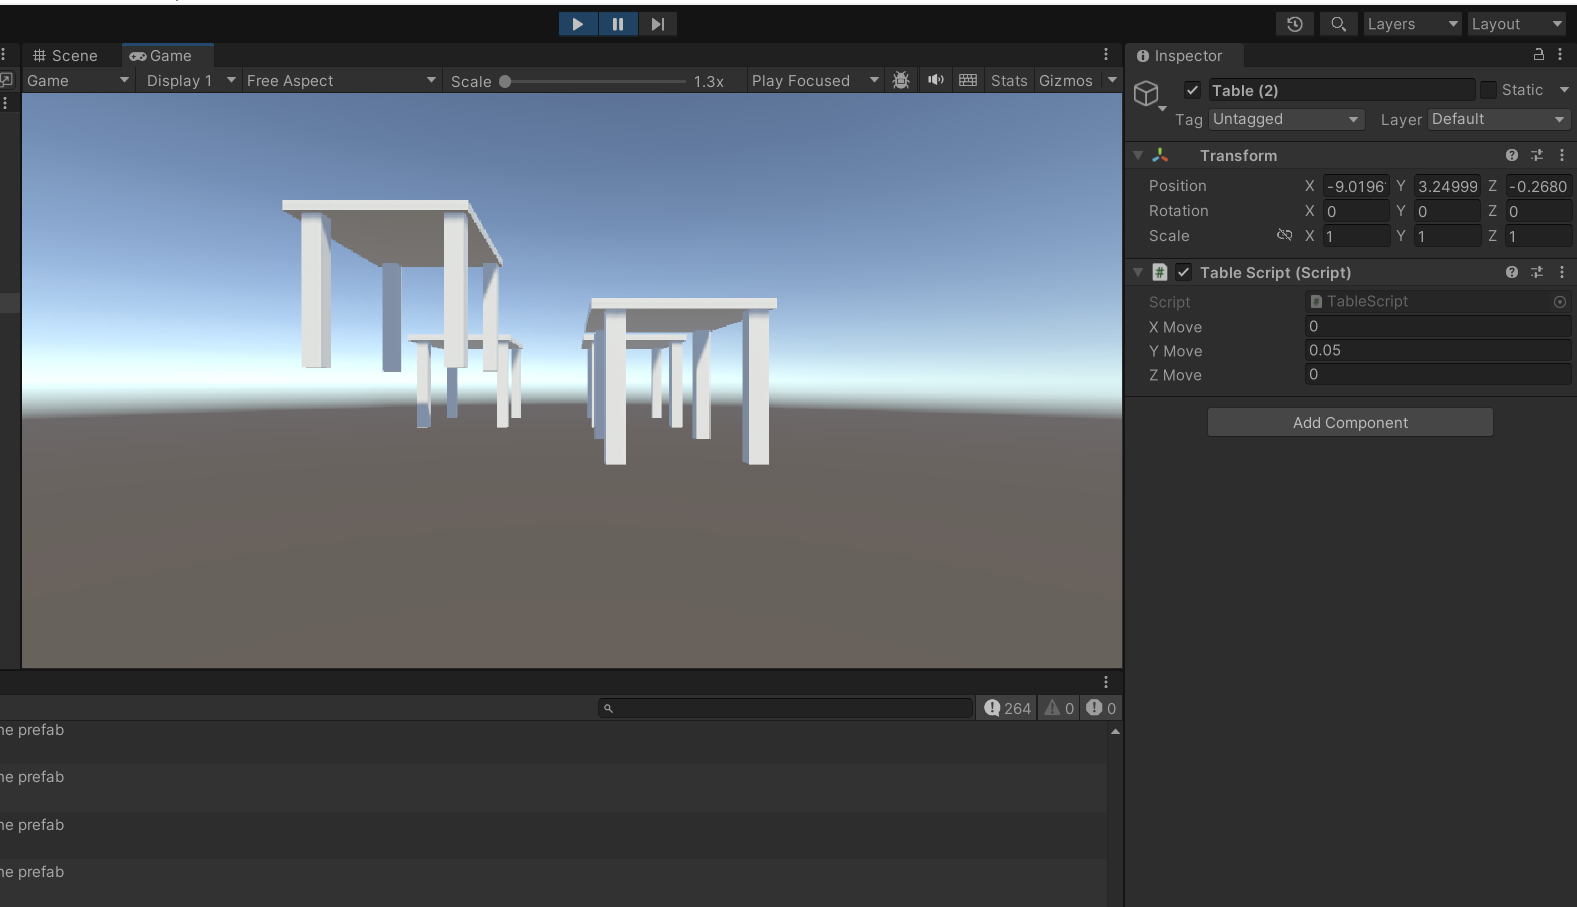 Layers
Layout
Scene
Game
Inspector
Game
Display 1
Free Aspect
Scale
1.3x
Play Focused
Stats
Gizmos
Table (2)
Static
Tag
Untagged
Layer
Default
Transform
Position X -9.0196 Y 3.24999 Z -0.2680
Rotation X 0 Y 0 Z 0
Scale X 1 Y 1 Z 1
# Table Script (Script)
Script
TableScript
X Move 0
Y Move 0.05
Z Move 0
Add Component
264
0
0
ne prefab
ne prefab
ne prefab
ne prefab